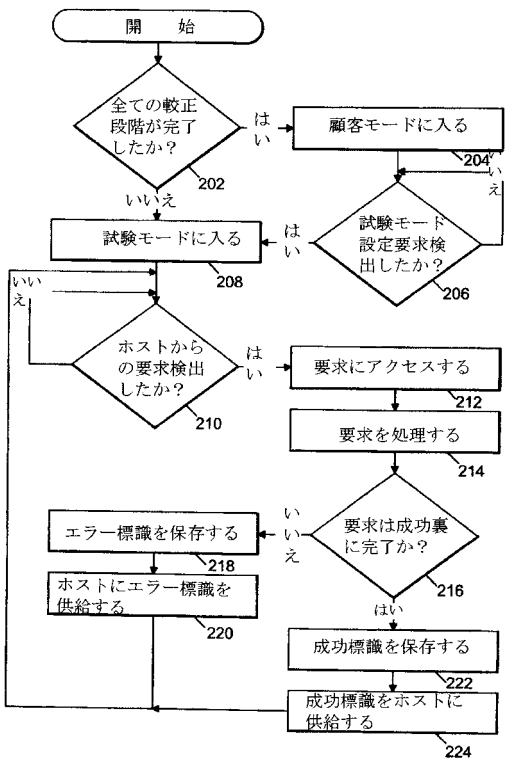 開 始
全ての較正
段階が完了
したか？
202
はい
いいえ
顧客モードに入る
204
いいえ
試験モード
設定要求検
出したか？
206
はい
試験モードに入る
208
いいえ
ホストから
の要求検出
したか？
210
はい
要求にアクセスする
212
要求を処理する
214
要求は成功裏
に完了か？
216
いいえ
はい
エラー標識を保存する
218
ホストにエラー標識を
供給する
220
成功標識を保存する
222
成功標識をホストに
供給する
224